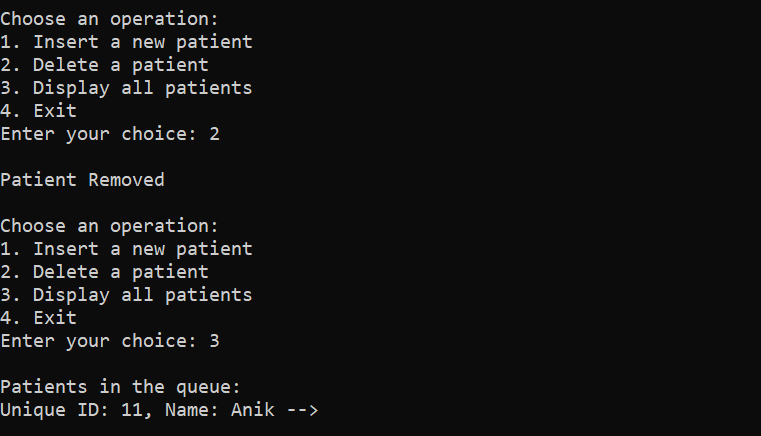 Choose an operation:
1. Insert a new patient
2. Delete a patient
3. Display all patients
4. Exit
Enter your choice: 2
Patient Removed
Choose an operation:
1. Insert a new patient
2. Delete a patient
3. Display all patients
4. Exit
Enter your choice: 3
Patients in the queue:
Unique ID: 11, Name: Anik -->